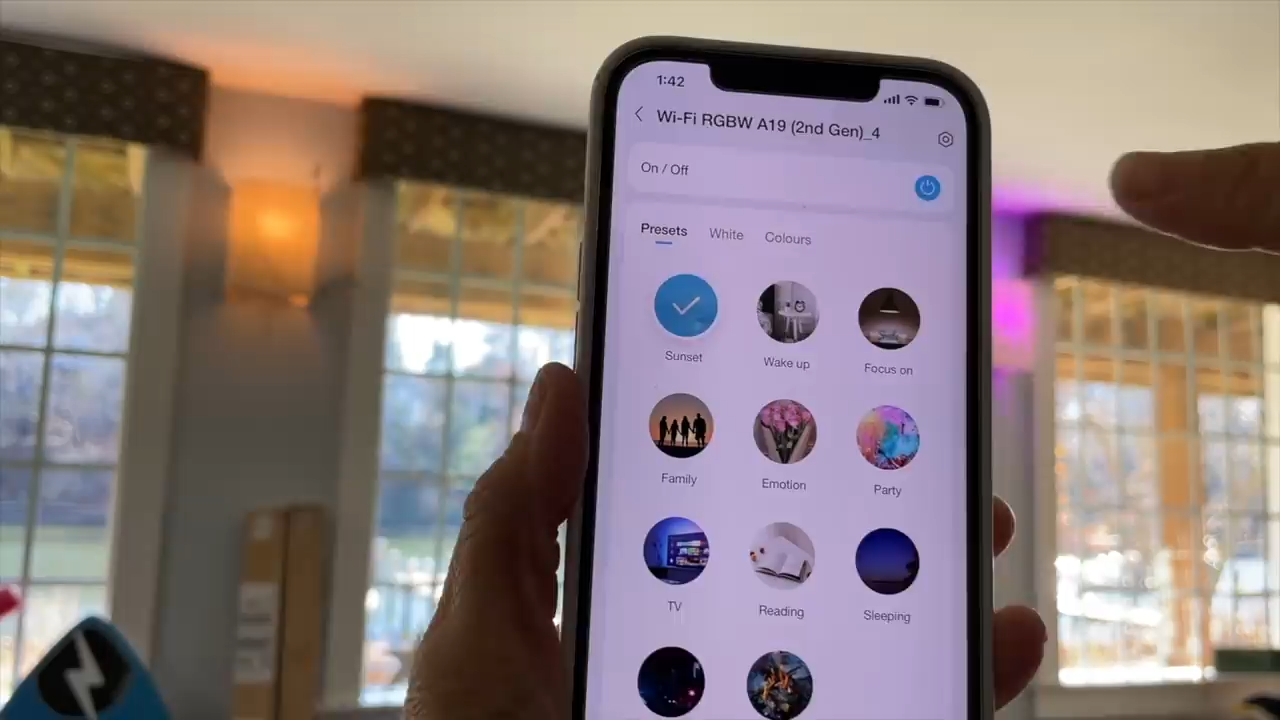 1:42
Wi-Fi RGBW A19 (2nd Gen)_4
On / Off
Presets White Colours
Sunset Wake up Focus on
Family Emotion Party
TV Reading Sleeping